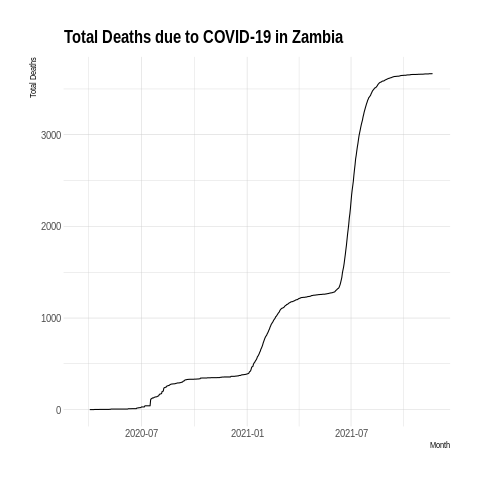 Total Deaths due to COVID-19 in Zambia
Total Deaths
3000
2000
1000
0
2020-07 2021-01 2021-07
Month